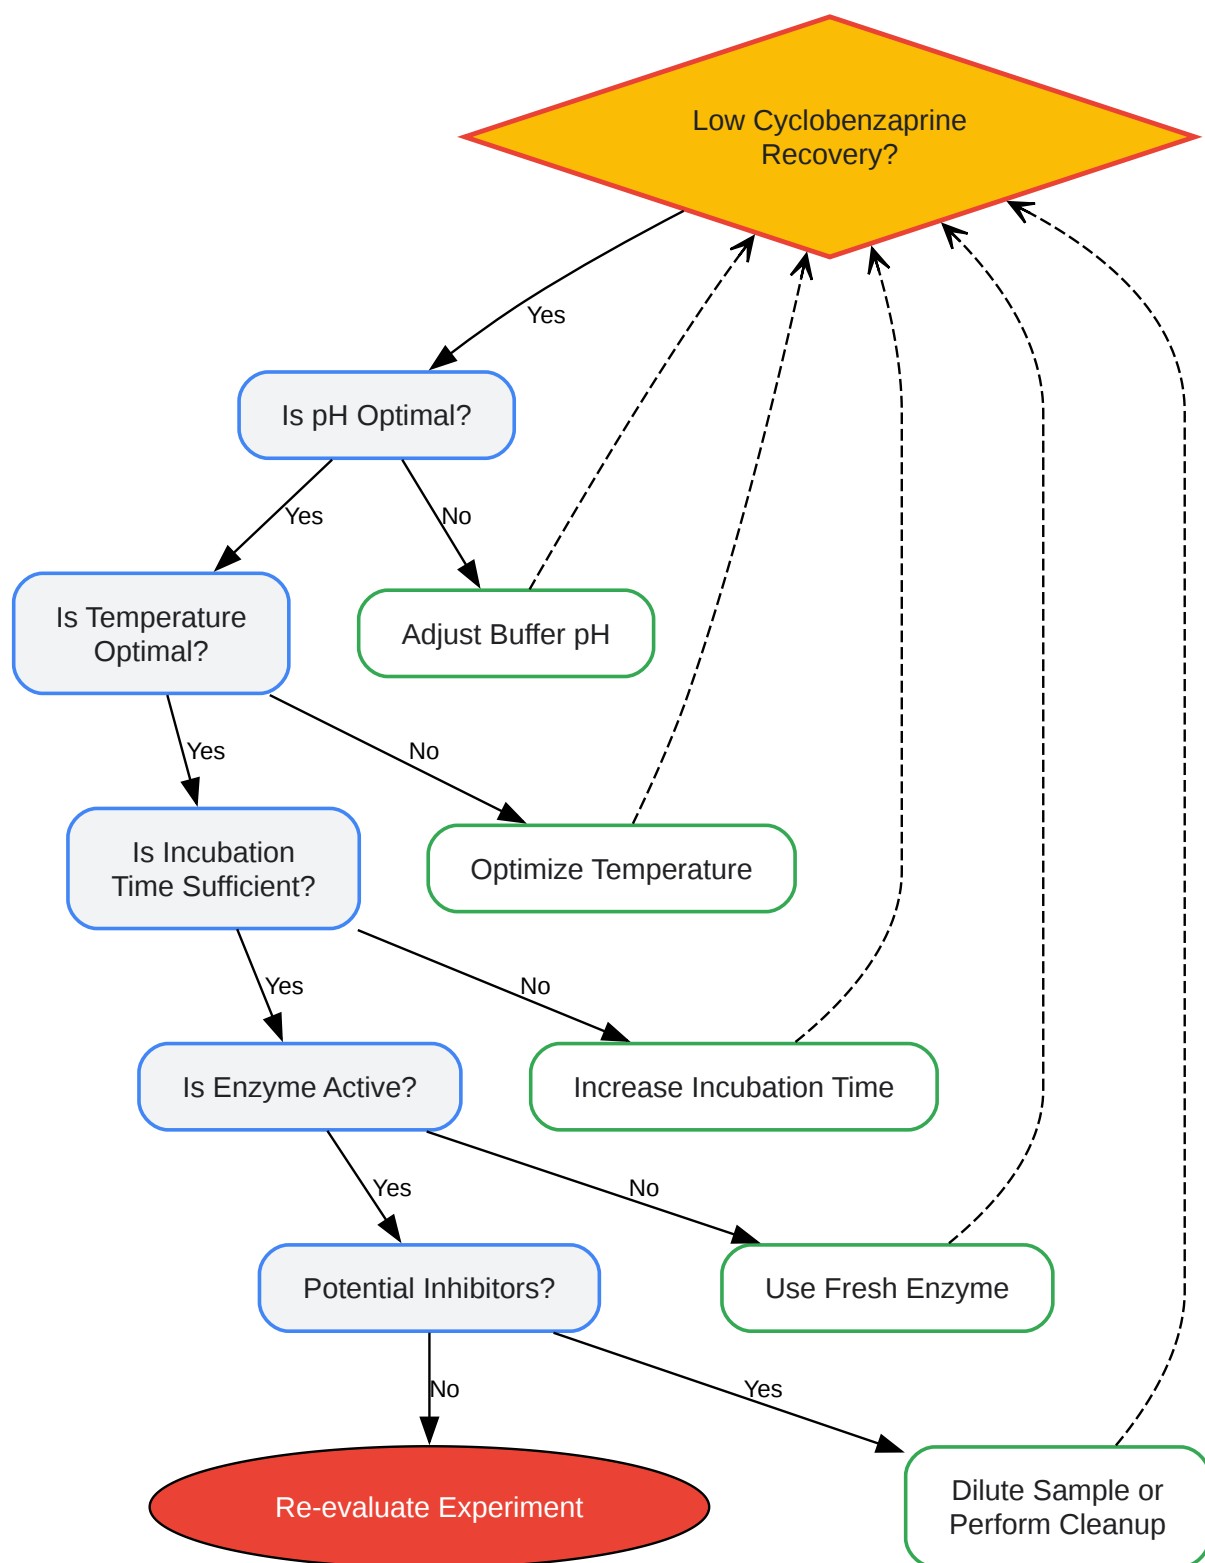 Low Cyclobenzaprine
Recovery?
Yes
Is pH Optimal?
Yes
No
Is Temperature
Optimal?
Adjust Buffer pH
Yes
No
Is Incubation
Time Sufficient?
Optimize Temperature
Yes
No
Is Enzyme Active?
Increase Incubation Time
Yes
No
Potential Inhibitors?
Use Fresh Enzyme
No
Yes
Re-evaluate Experiment
Dilute Sample or
Perform Cleanup